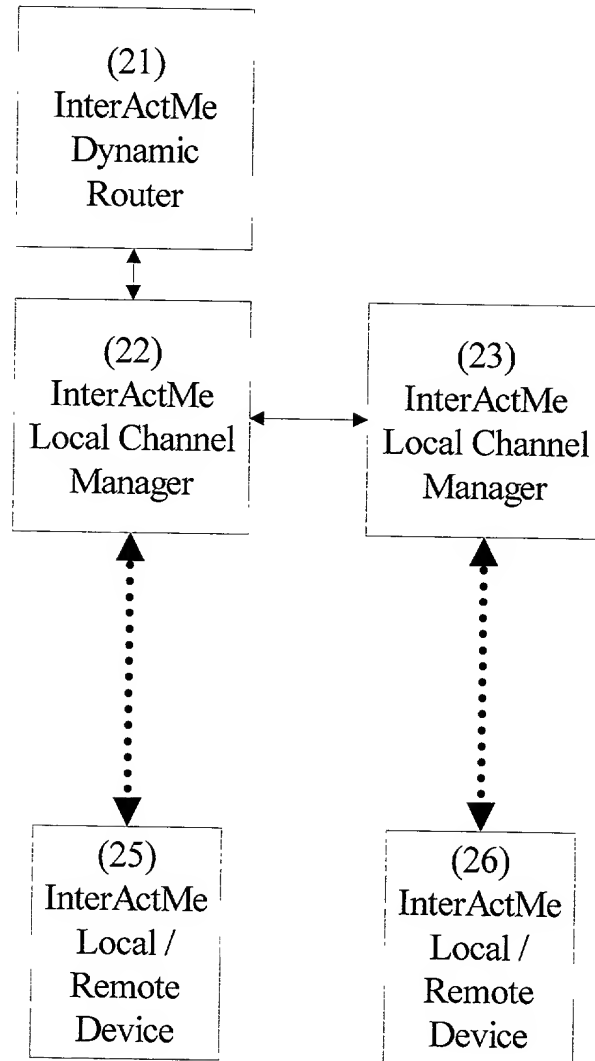 (21)
InterActMe
Dynamic
Router
(22)
InterActMe
Local Channel
Manager
(23)
InterActMe
Local Channel
Manager
(25)
InterActMe
Local /
Remote
Device
(26)
InterActMe
Local /
Remote
Device